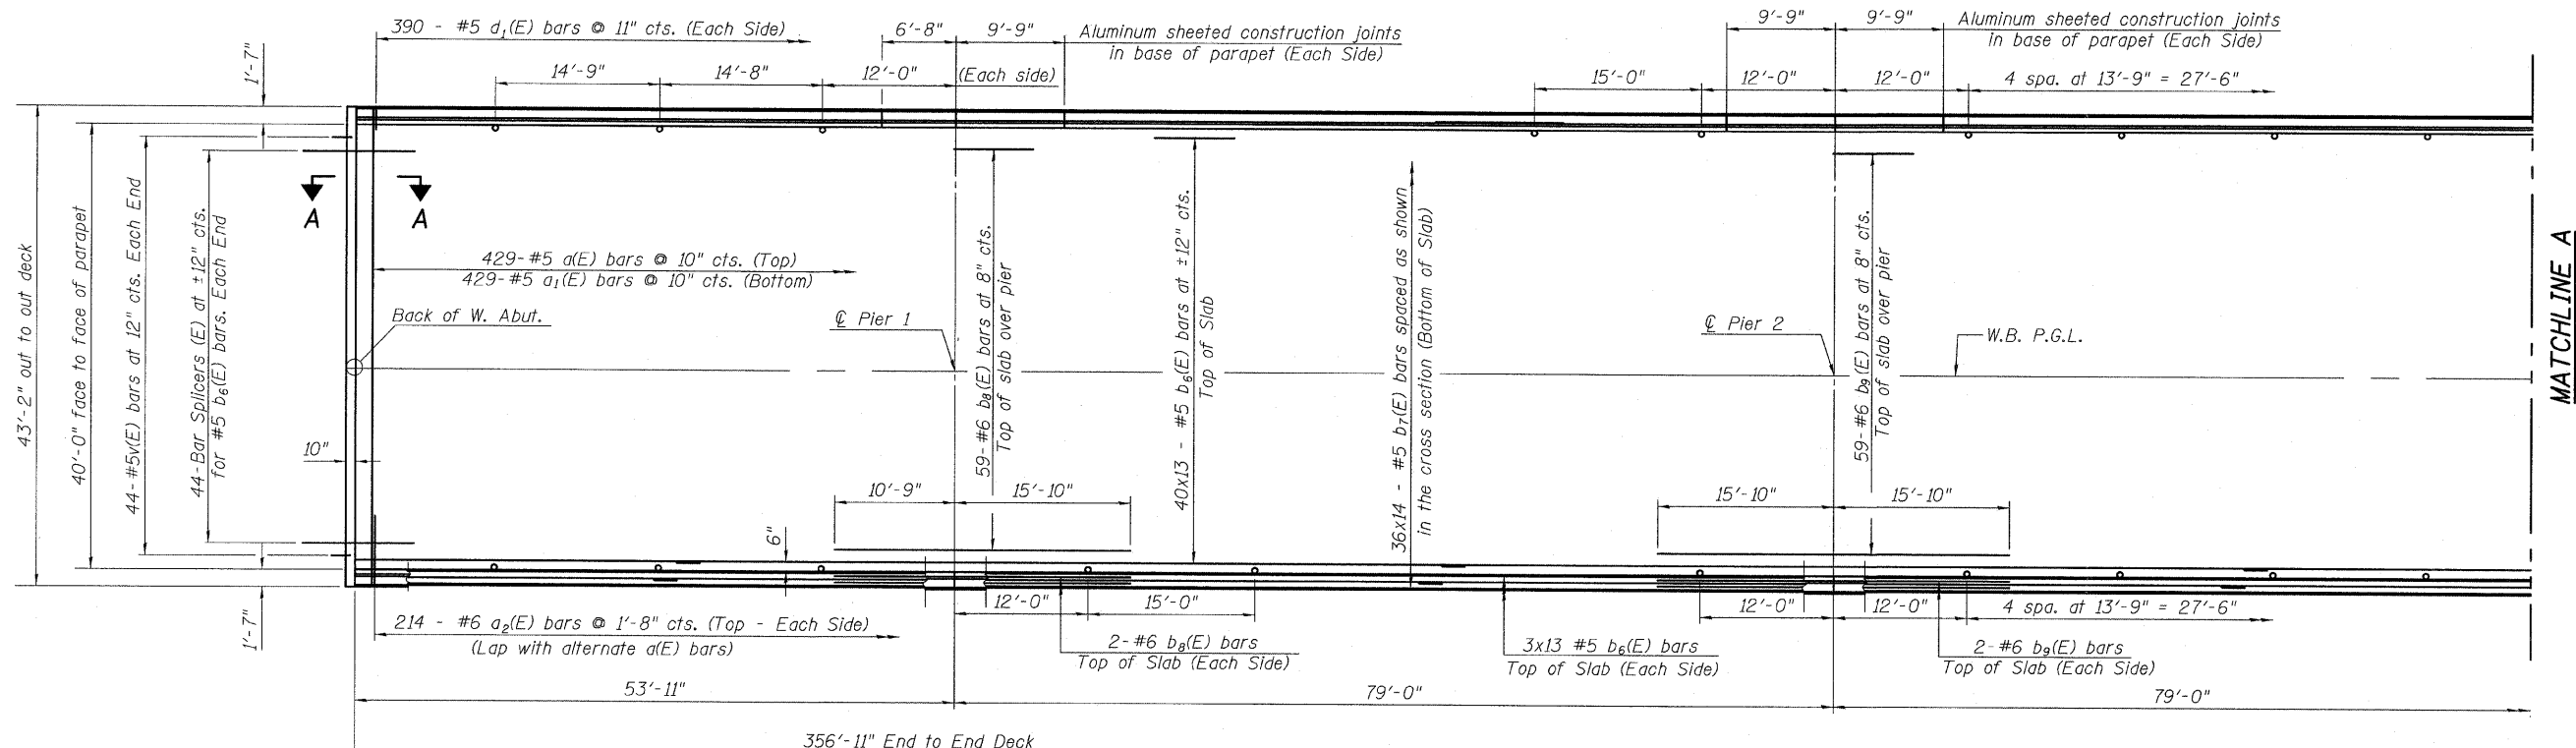 390 - #5 d₁(E) bars @ 11" cts. (Each Side)
6'-8"
9'-9"
Aluminum sheeted construction joints
in base of parapet (Each Side)
9'-9"
9'-9"
Aluminum sheeted construction joints
in base of parapet (Each Side)
1'-7"
14'-9"
14'-8"
12'-0"
(Each side)
15'-0"
12'-0"
12'-0"
4 spa. at 13'-9" = 27'-6"
43'-2" out to out deck
40'-0" face to face of parapet
44-#5v(E) bars at 12" cts. Each End
44-Bar Splicers (E) at ±12" cts.
for #5 b₆(E) bars. Each End
A
A
429-#5 a(E) bars @ 10" cts. (Top)
429-#5 a₁(E) bars @ 10" cts. (Bottom)
Back of W. Abut.
℄ Pier 1
59-#6 b₈(E) bars at 8" cts.
Top of slab over pier
40x13 - #5 b₆(E) bars at ±12" cts.
Top of Slab
36x14 - #5 b₇(E) bars spaced as shown
in the cross section (Bottom of Slab)
℄ Pier 2
59-#6 b₉(E) bars at 8" cts.
Top of slab over pier
W.B. P.G.L.
MATCHLINE A
10"
10'-9"
15'-10"
15'-10"
15'-10"
6"
1'-7"
12'-0"
15'-0"
12'-0"
12'-0"
4 spa. at 13'-9" = 27'-6"
214 - #6 a₂(E) bars @ 1'-8" cts. (Top - Each Side)
(Lap with alternate a(E) bars)
2-#6 b₈(E) bars
Top of Slab (Each Side)
3x13 #5 b₆(E) bars
Top of Slab (Each Side)
2-#6 b₉(E) bars
Top of Slab (Each Side)
53'-11"
79'-0"
79'-0"
356'-11" End to End Deck